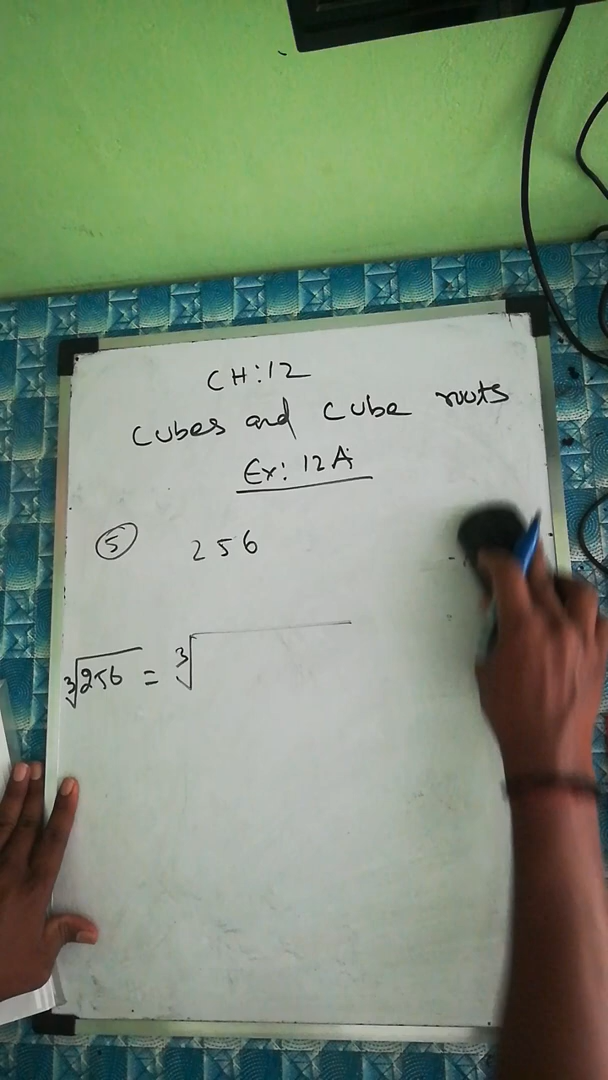 CH:12
Cubes and Cube roots
Ex: 12A
5 256
∛256 = ∛